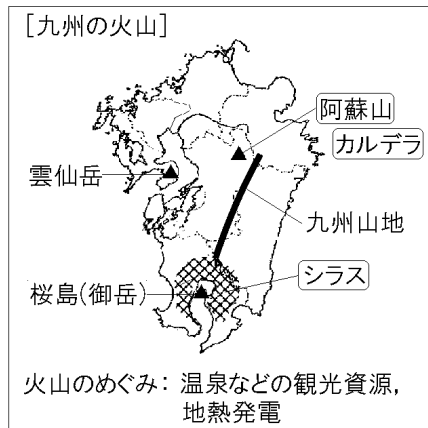 [九州の火山]
阿蘇山
カルデラ
雲仙岳
九州山地
シラス
桜島(御岳)
火山のめぐみ: 温泉などの観光資源,
地熱発電